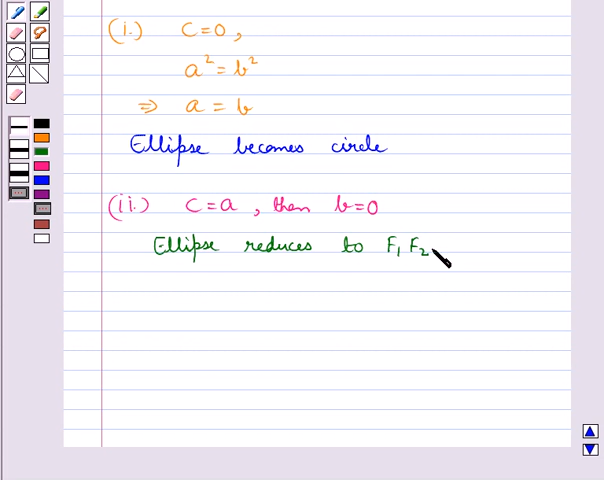 (i.) C=0,
a² = b²
⇒ a = b
Ellipse becomes circle
(ii.) C=a, then b=0
Ellipse reduces to F₁ F₂